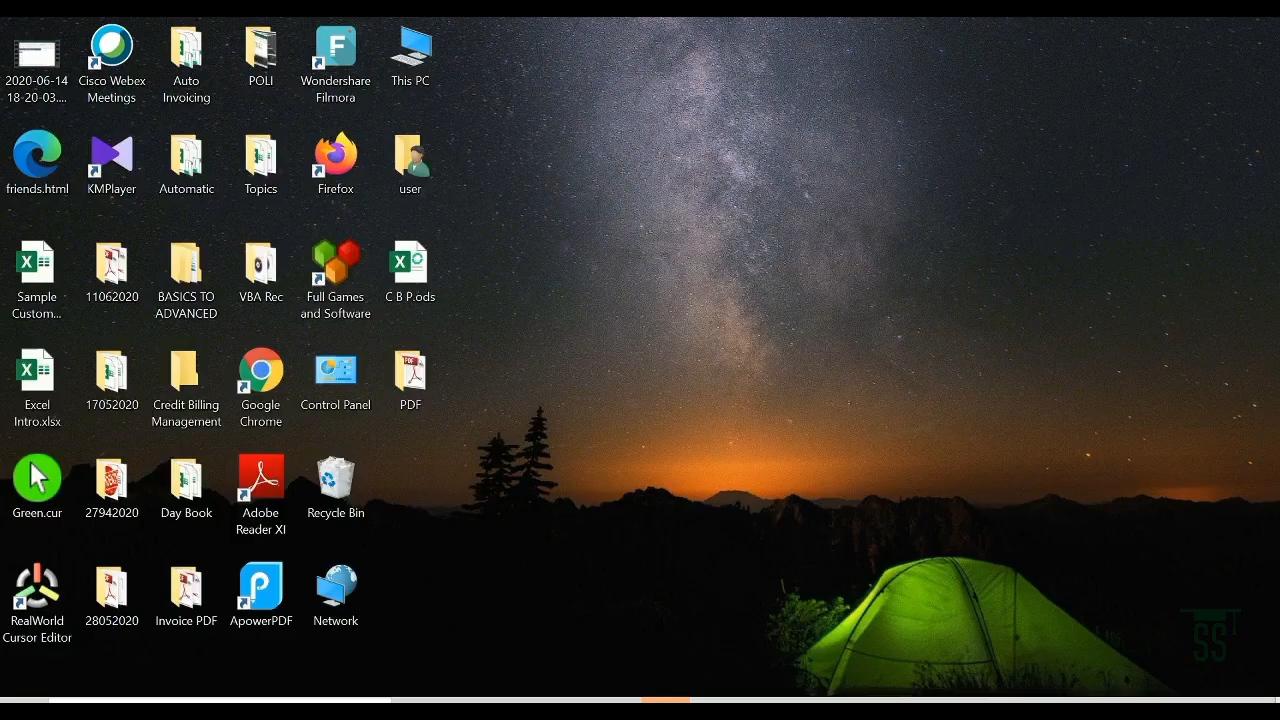 2020-06-14
18-20-03....
Cisco Webex
Meetings
Auto
Invoicing
POLI
Wondershare
Filmora
This PC
friends.html
KMPlayer
Automatic
Topics
Firefox
user
Sample
Custom...
11062020
BASICS TO
ADVANCED
VBA Rec
Full Games
and Software
C B P.ods
Excel
Intro.xlsx
17052020
Credit Billing
Management
Google
Chrome
Control Panel
PDF
Green.cur
27942020
Day Book
Adobe
Reader XI
Recycle Bin
RealWorld
Cursor Editor
28052020
Invoice PDF
ApowerPDF
Network
SS